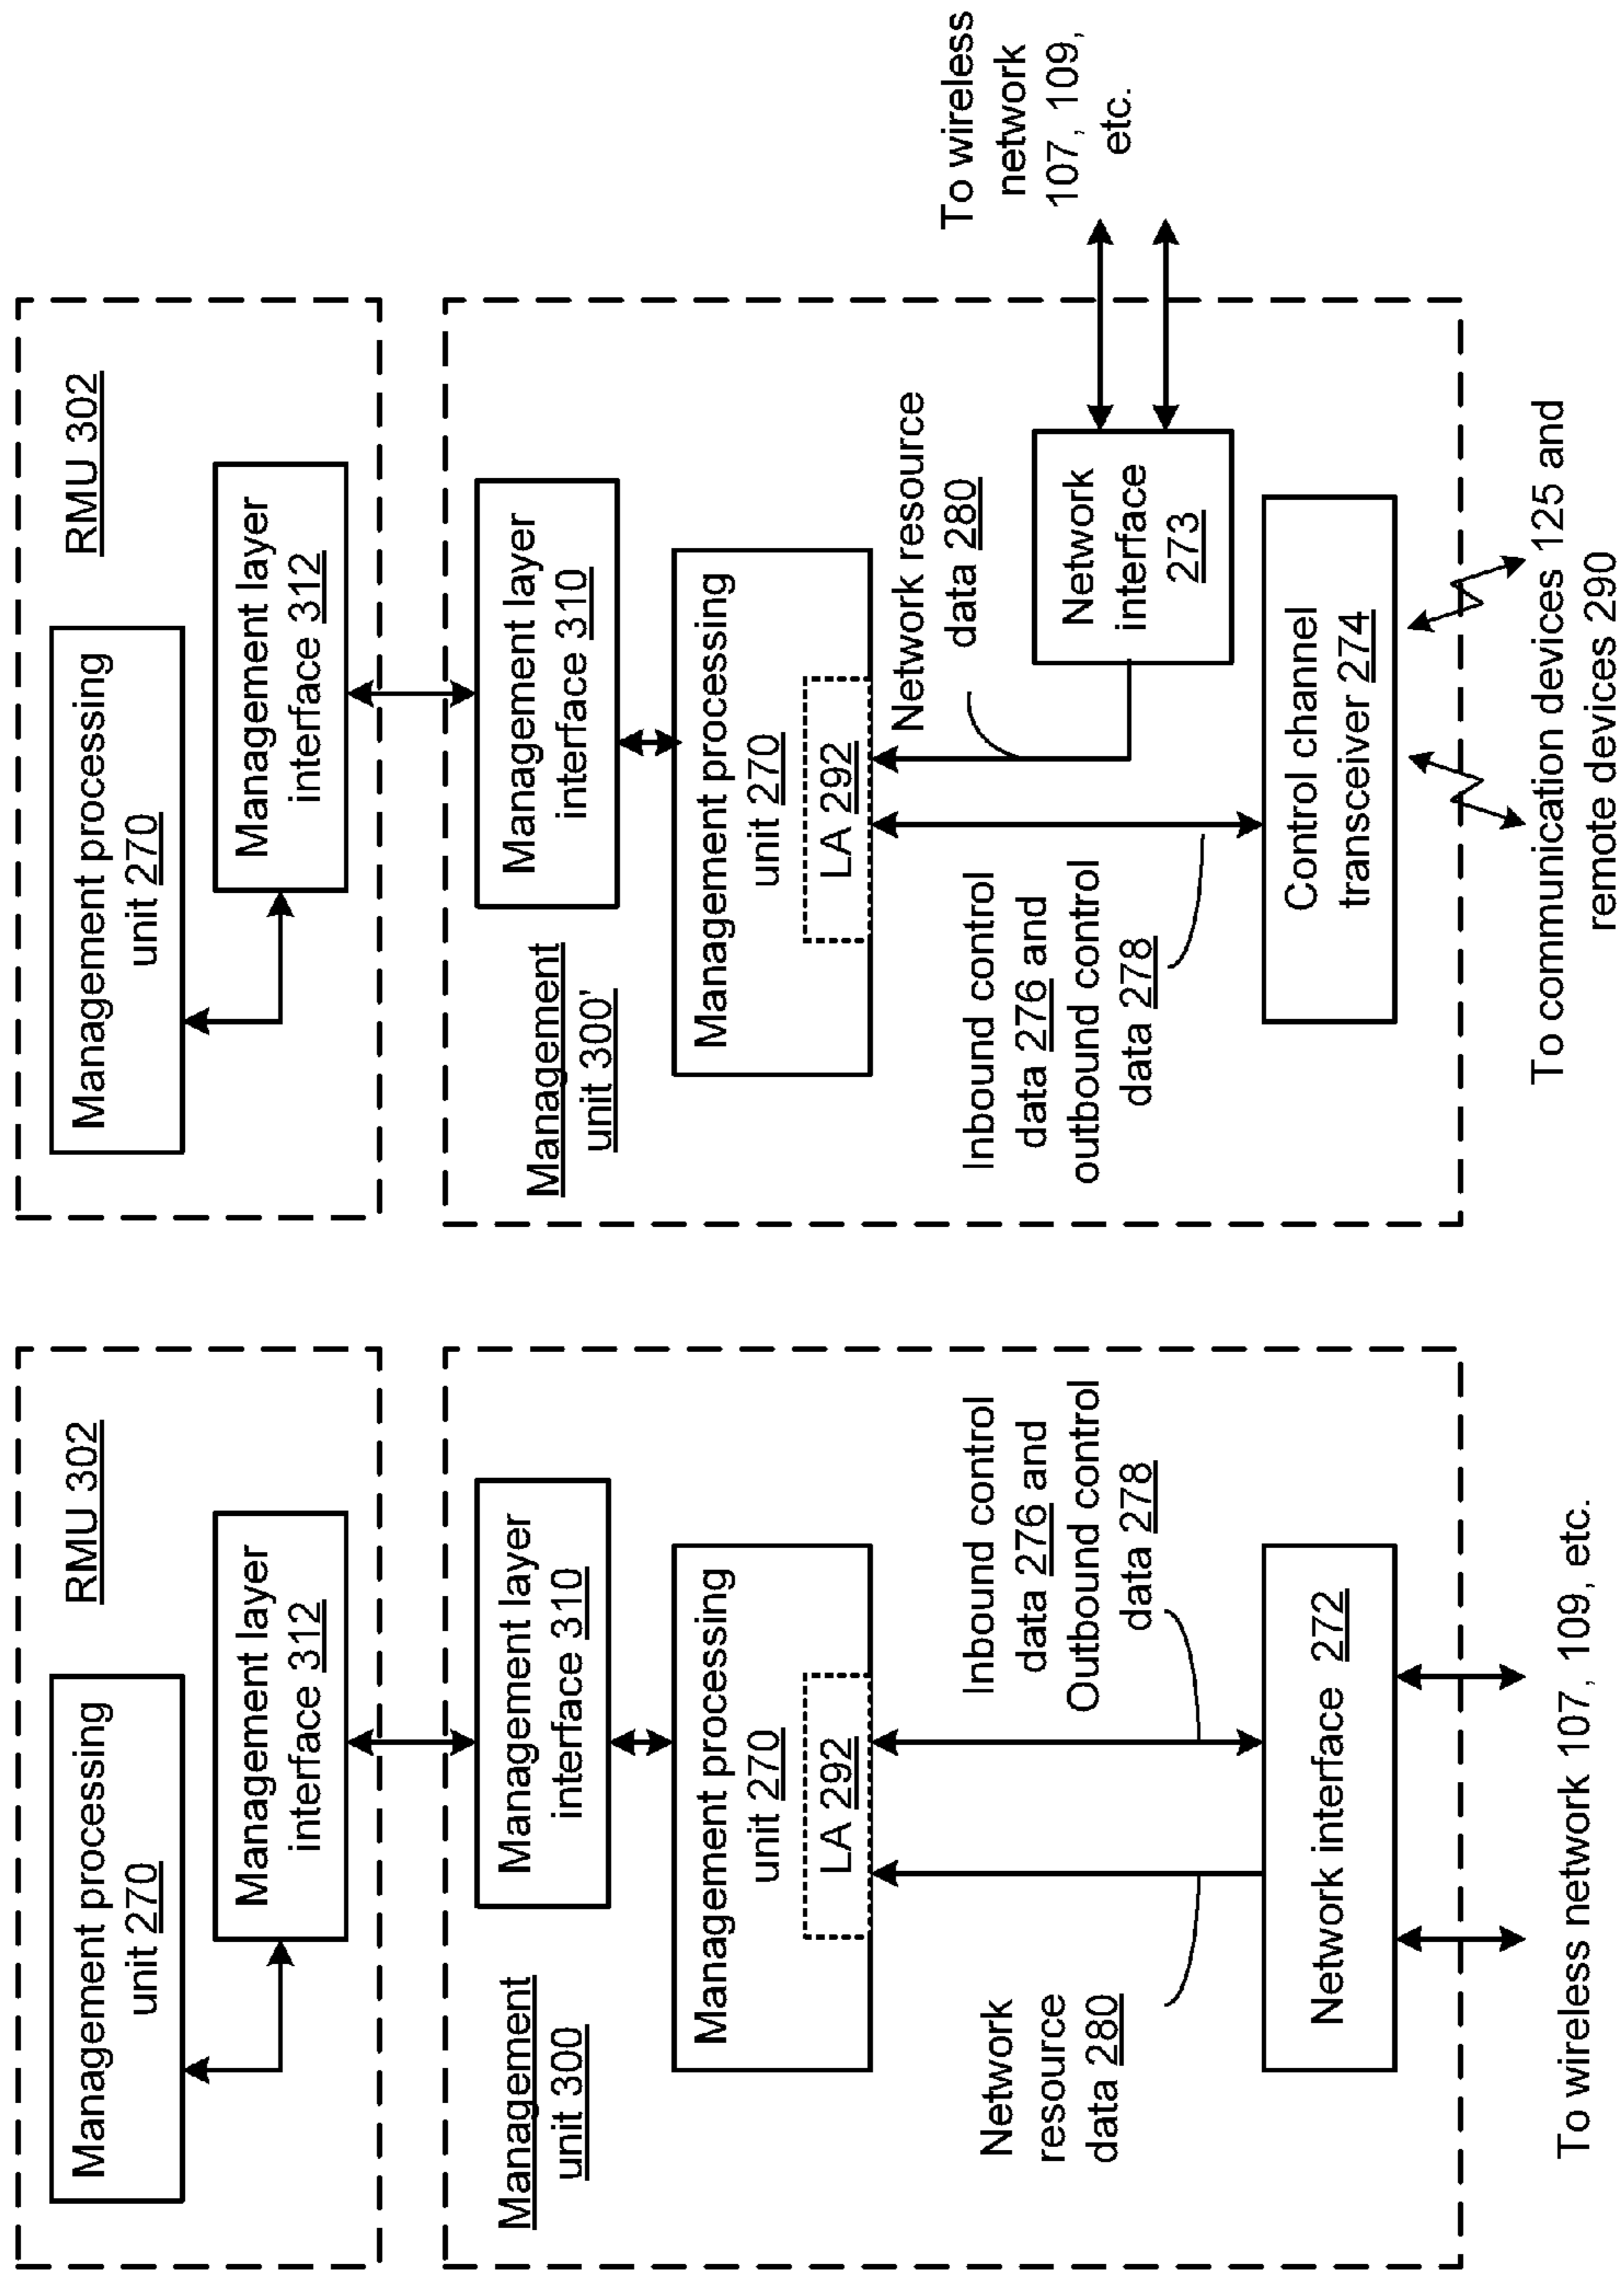 RMU 302
Management processing
unit 270
Management layer
interface 312
Management layer
interface 310
Management
unit 300
Management processing
unit 270
LA 292
Network
resource
data 280
Inbound control
data 276 and
Outbound control
data 278
Network interface 272
To wireless network 107, 109, etc.
RMU 302
Management processing
unit 270
Management layer
interface 312
Management layer
interface 310
Management
unit 300'
Management processing
unit 270
LA 292
Network resource
data 280
Inbound control
data 276 and
outbound control
data 278
Network
interface
273
To wireless
network
107, 109,
etc.
Control channel
transceiver 274
To communication devices 125 and
remote devices 290